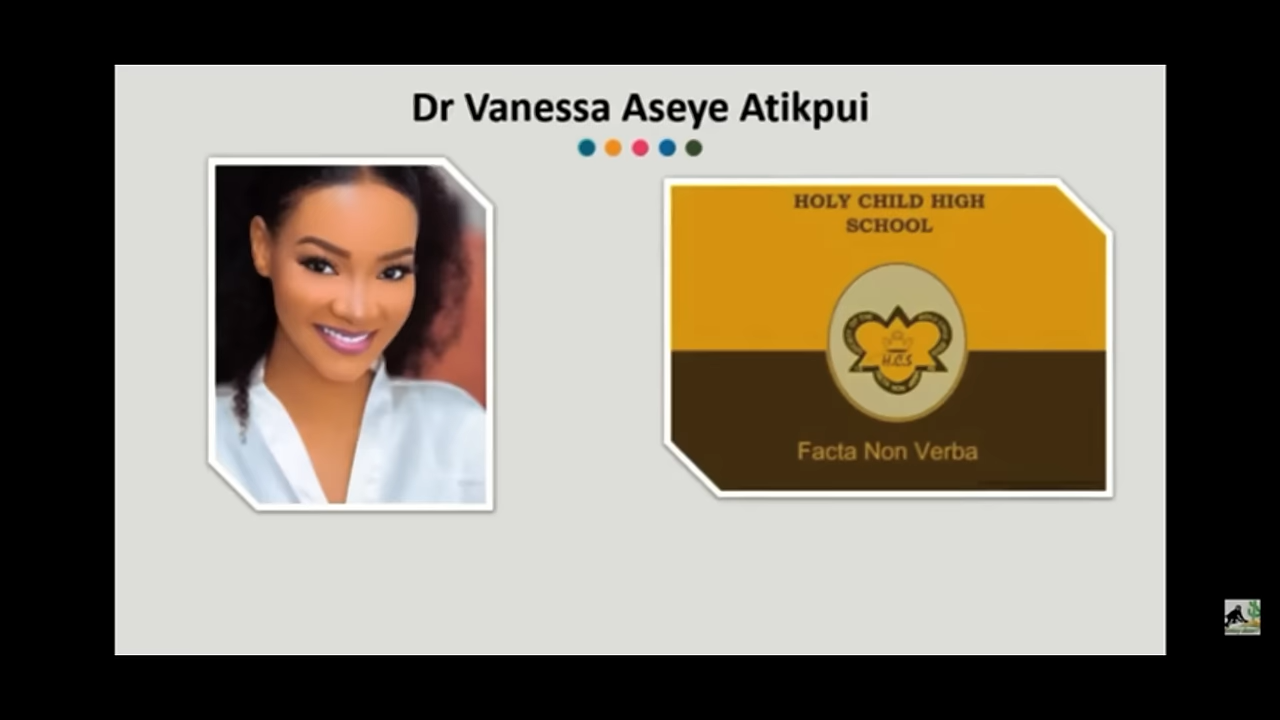 Dr Vanessa Aseye Atikpui
HOLY CHILD HIGH
SCHOOL
H.C.S
Facta Non Verba